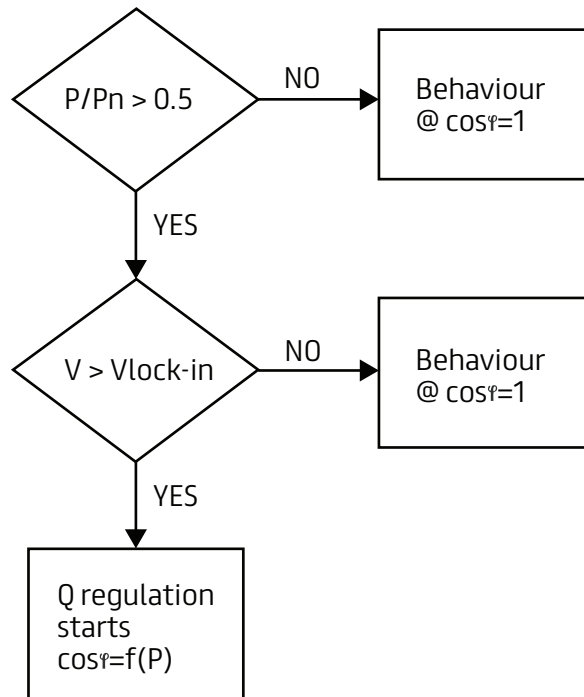 P/Pn > 0.5
NO
Behaviour
@ cosφ=1
YES
V > Vlock-in
NO
Behaviour
@ cosφ=1
YES
Q regulation
starts
cosφ=f(P)